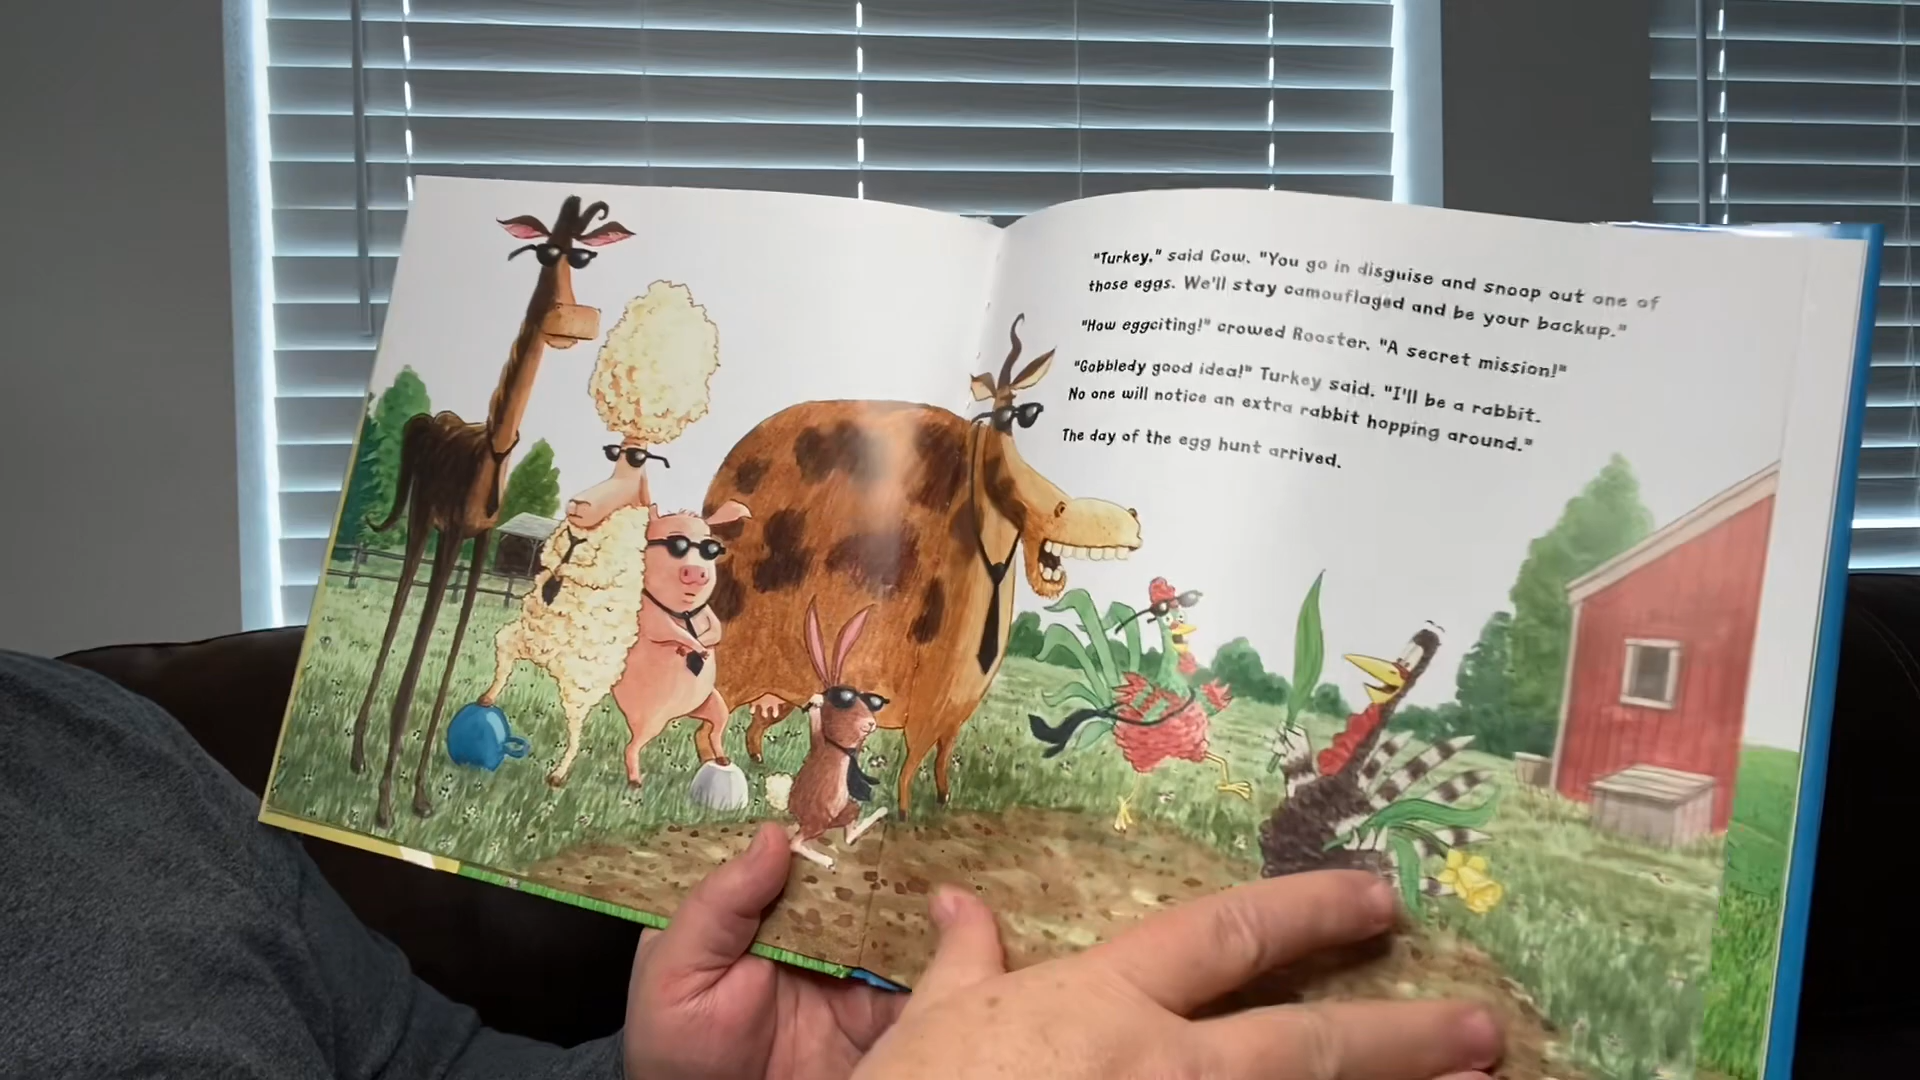 "Turkey," said Cow. "You go in disguise and snoop out one of
those eggs. We'll stay camouflaged and be your backup."
"How eggciting!" crowed Rooster. "A secret mission!"
"Gobbledy good idea!" Turkey said. "I'll be a rabbit.
No one will notice an extra rabbit hopping around."
The day of the egg hunt arrived.